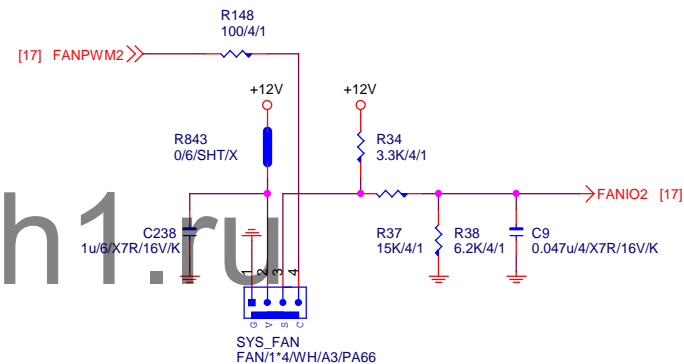 R148
100/4/1
[17] FANPWM2
+12V
+12V
R843
0/6/SHT/X
R34
3.3K/4/1
FANIO2 [17]
h1.ru
C238
1u/6/X7R/16V/K
R37
15K/4/1
R38
6.2K/4/1
C9
0.047u/4/X7R/16V/K
1 2 3 4
G V S C
SYS_FAN
FAN/1*4/WH/A3/PA66